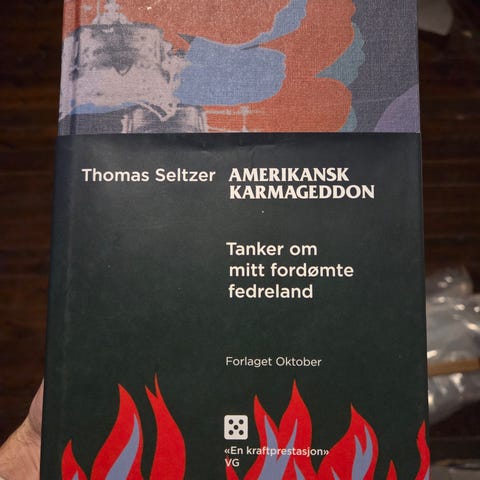 Thomas Seltzer AMERIKANSK
KARMAGEDDON
Tanker om
mitt fordømte
fedreland
Forlaget Oktober
«En kraftprestasjon»
VG